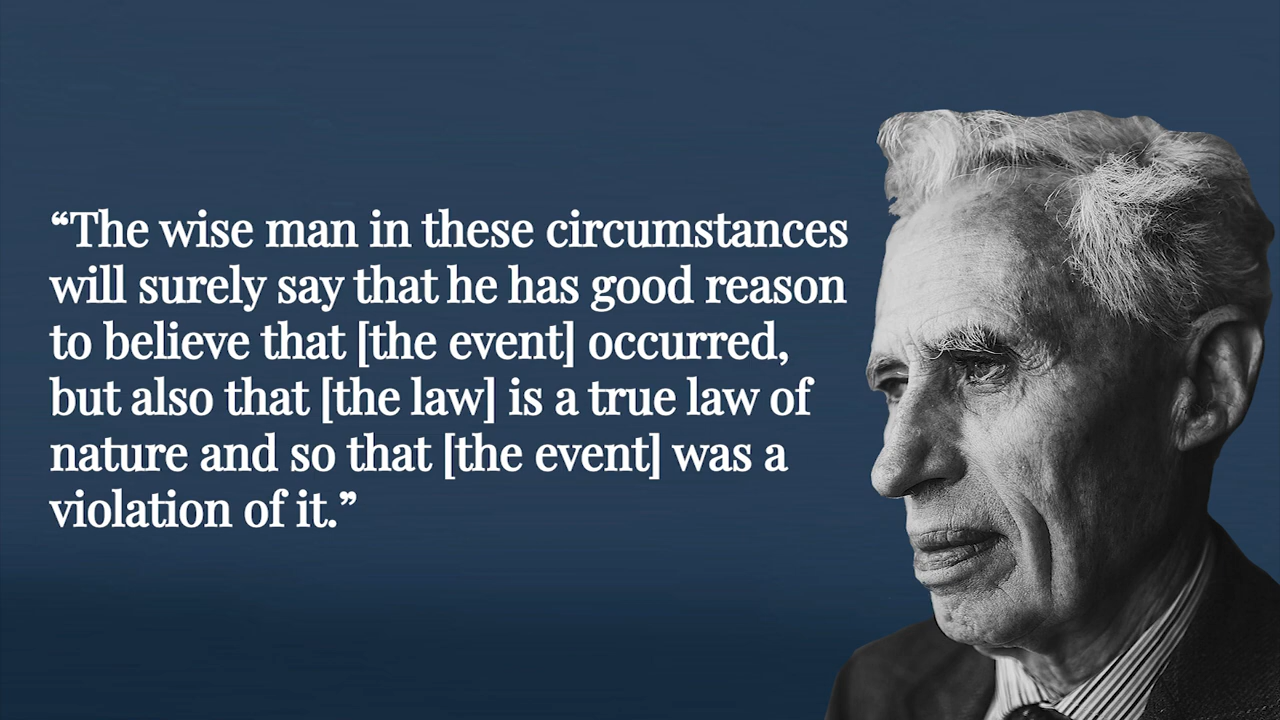 “The wise man in these circumstances
will surely say that he has good reason
to believe that [the event] occurred,
but also that [the law] is a true law of
nature and so that [the event] was a
violation of it.”